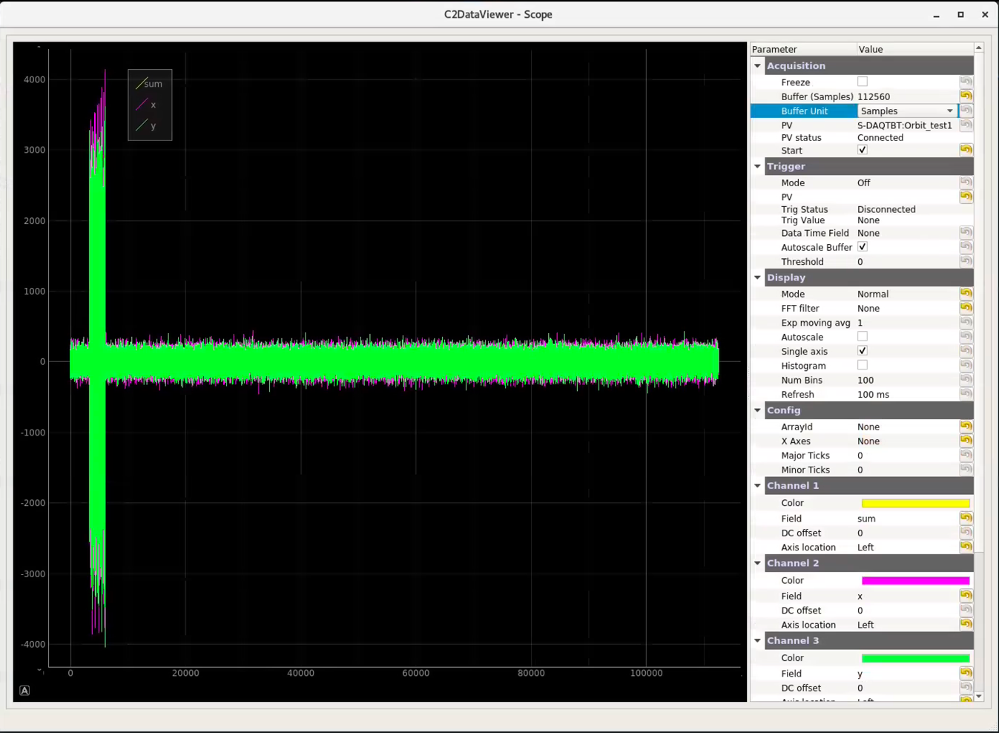 C2DataViewer - Scope
4000
3000
2000
1000
0
-1000
-2000
-3000
-4000
0 20000 40000 60000 80000 100000
sum
x
y
A
Parameter Value
Acquisition
Freeze
Buffer (Samples) 112560
Buffer Unit Samples
PV S-DAQTBT:Orbit_test1
PV status Connected
Start
Trigger
Mode Off
PV
Trig Status Disconnected
Trig Value None
Data Time Field None
Autoscale Buffer
Threshold 0
Display
Mode Normal
FFT filter None
Exp moving avg 1
Autoscale
Single axis
Histogram
Num Bins 100
Refresh 100 ms
Config
ArrayId None
X Axes None
Major Ticks 0
Minor Ticks 0
Channel 1
Color
Field sum
DC offset 0
Axis location Left
Channel 2
Color
Field x
DC offset 0
Axis location Left
Channel 3
Color
Field y
DC offset 0